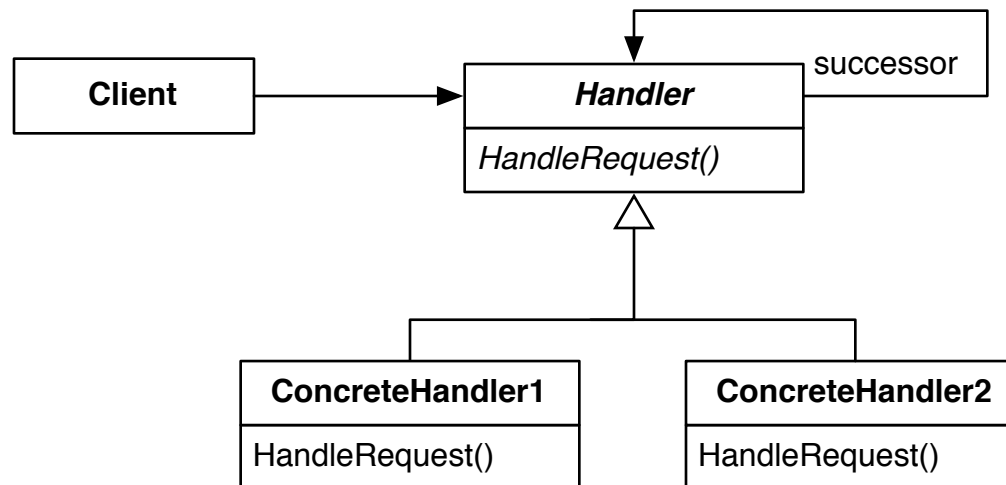 successor
Client
Handler
HandleRequest()
ConcreteHandler1
ConcreteHandler2
HandleRequest()
HandleRequest()